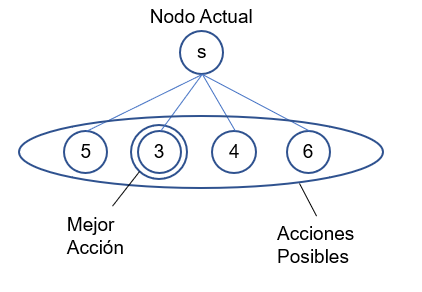 Nodo Actual
s
5 3 4 6
Mejor
Acción
Acciones
Posibles